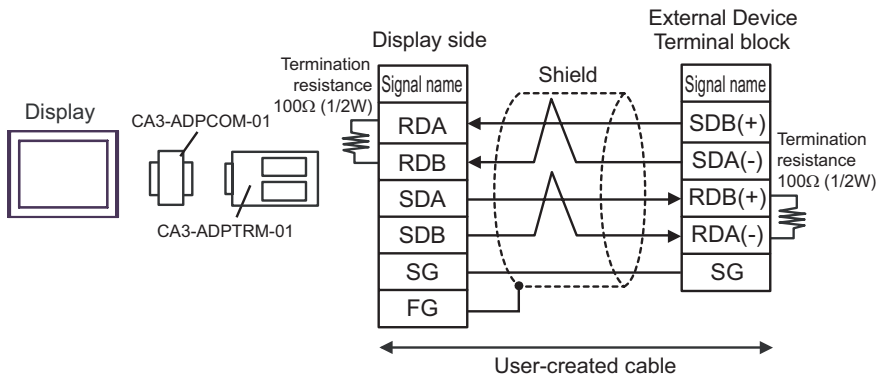 External Device
Terminal block
Display side
Termination
resistance
100Ω (1/2W)
Signal name
Shield
Signal name
Display
CA3-ADPCOM-01
CA3-ADPTRM-01
RDA
SDB(+)
RDB
SDA(-)
Termination
resistance
100Ω (1/2W)
SDA
RDB(+)
SDB
RDA(-)
SG
SG
FG
User-created cable